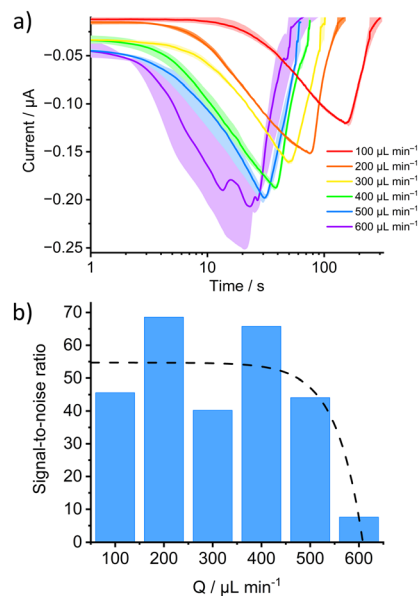 a)
−0.05
−0.10
−0.15
−0.20
−0.25
Current / µA
100 µL min⁻¹
200 µL min⁻¹
300 µL min⁻¹
400 µL min⁻¹
500 µL min⁻¹
600 µL min⁻¹
1 10 100
Time / s
b)
70
60
50
40
30
20
10
0
Signal-to-noise ratio
100 200 300 400 500 600
Q / µL min⁻¹